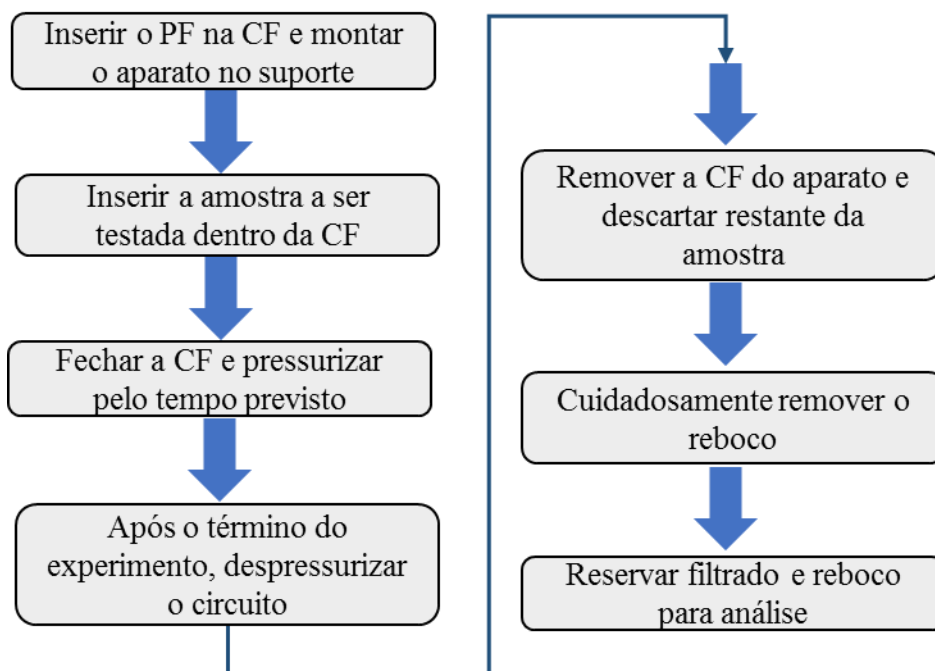 Inserir o PF na CF e montar
o aparato no suporte
Inserir a amostra a ser
testada dentro da CF
Fechar a CF e pressurizar
pelo tempo previsto
Após o término do
experimento, despressurizar
o circuito
Remover a CF do aparato e
descartar restante da
amostra
Cuidadosamente remover o
reboco
Reservar filtrado e reboco
para análise